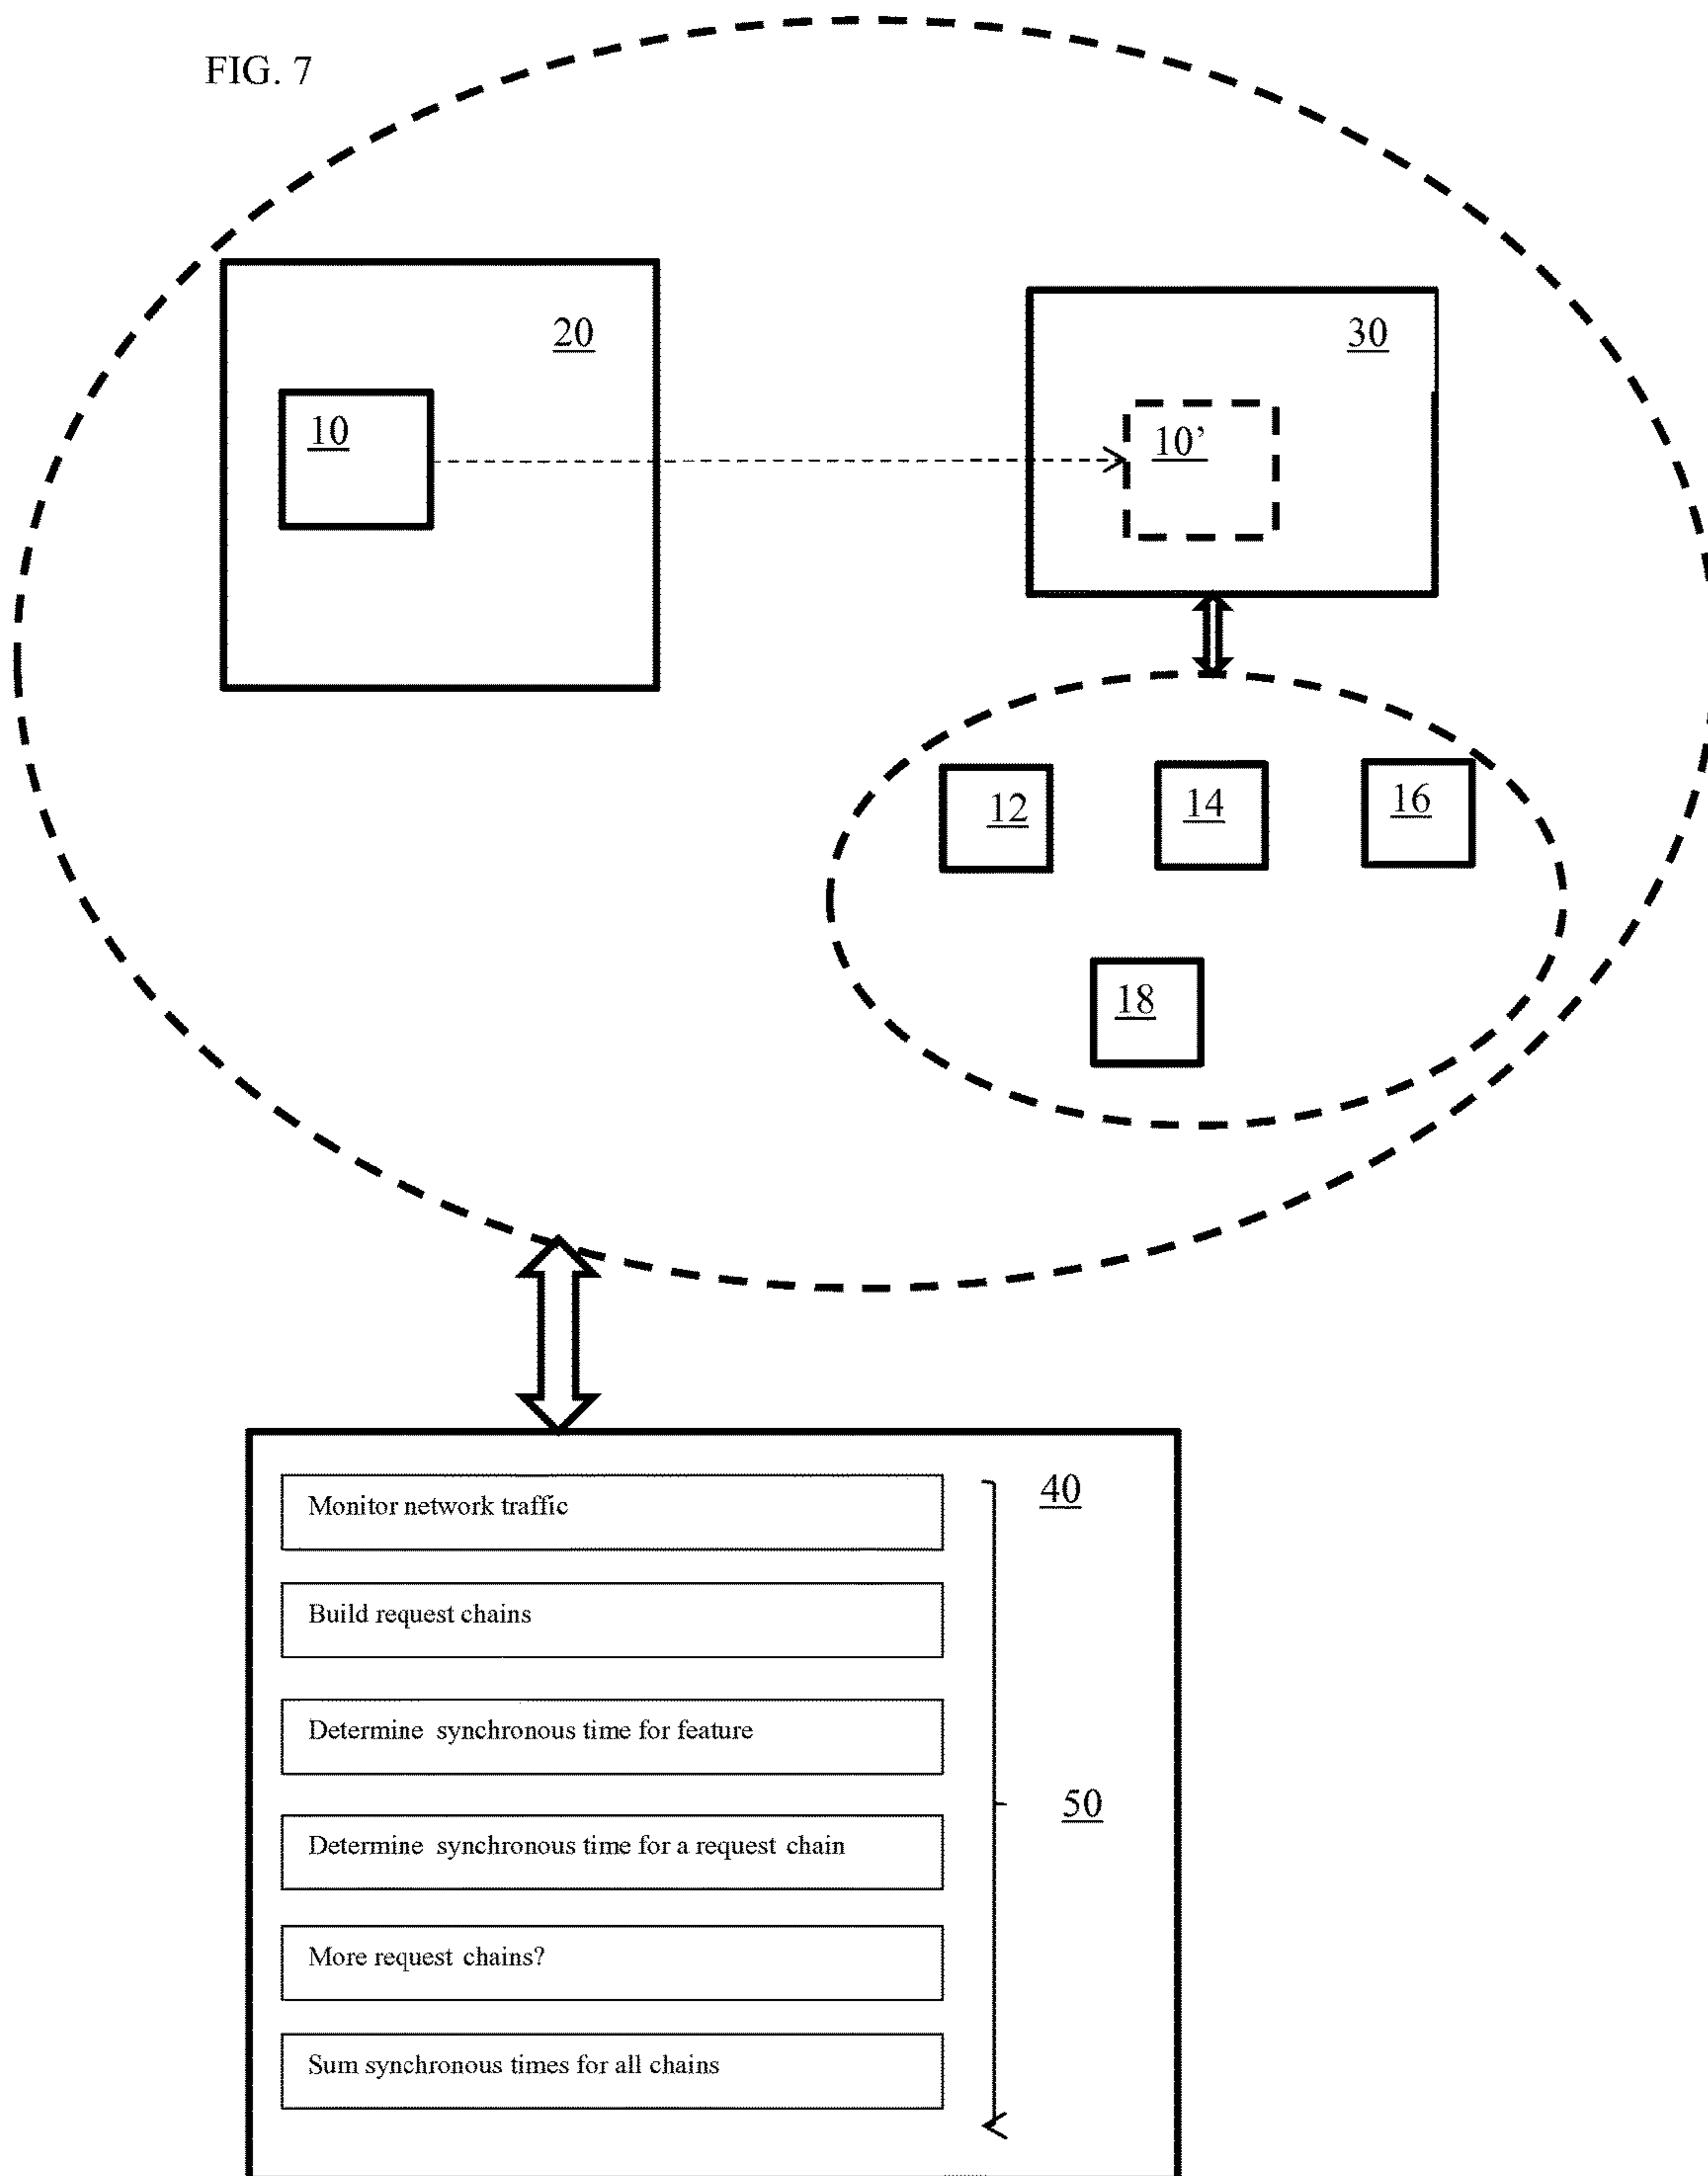 FIG. 7
20
30
10
10’
12
14
16
18
40
Monitor network traffic
Build request chains
Determine synchronous time for feature
50
Determine synchronous time for a request chain
More request chains?
Sum synchronous times for all chains